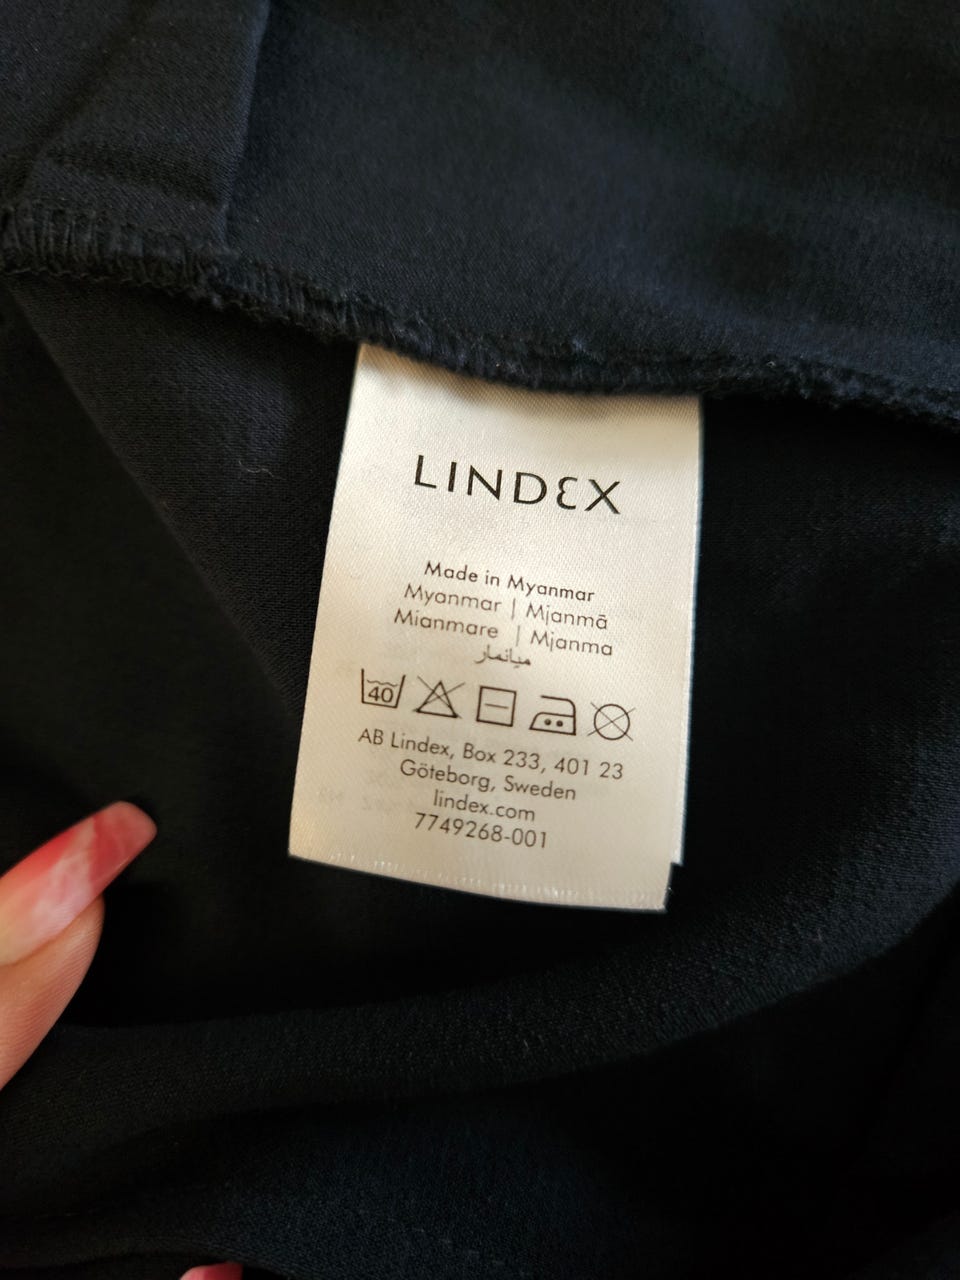 LINDEX
Made in Myanmar
Myanmar | Mjanmā
Mianmare | Mjanma
ميانمار
40
AB Lindex, Box 233, 401 23
Göteborg, Sweden
lindex.com
7749268-001